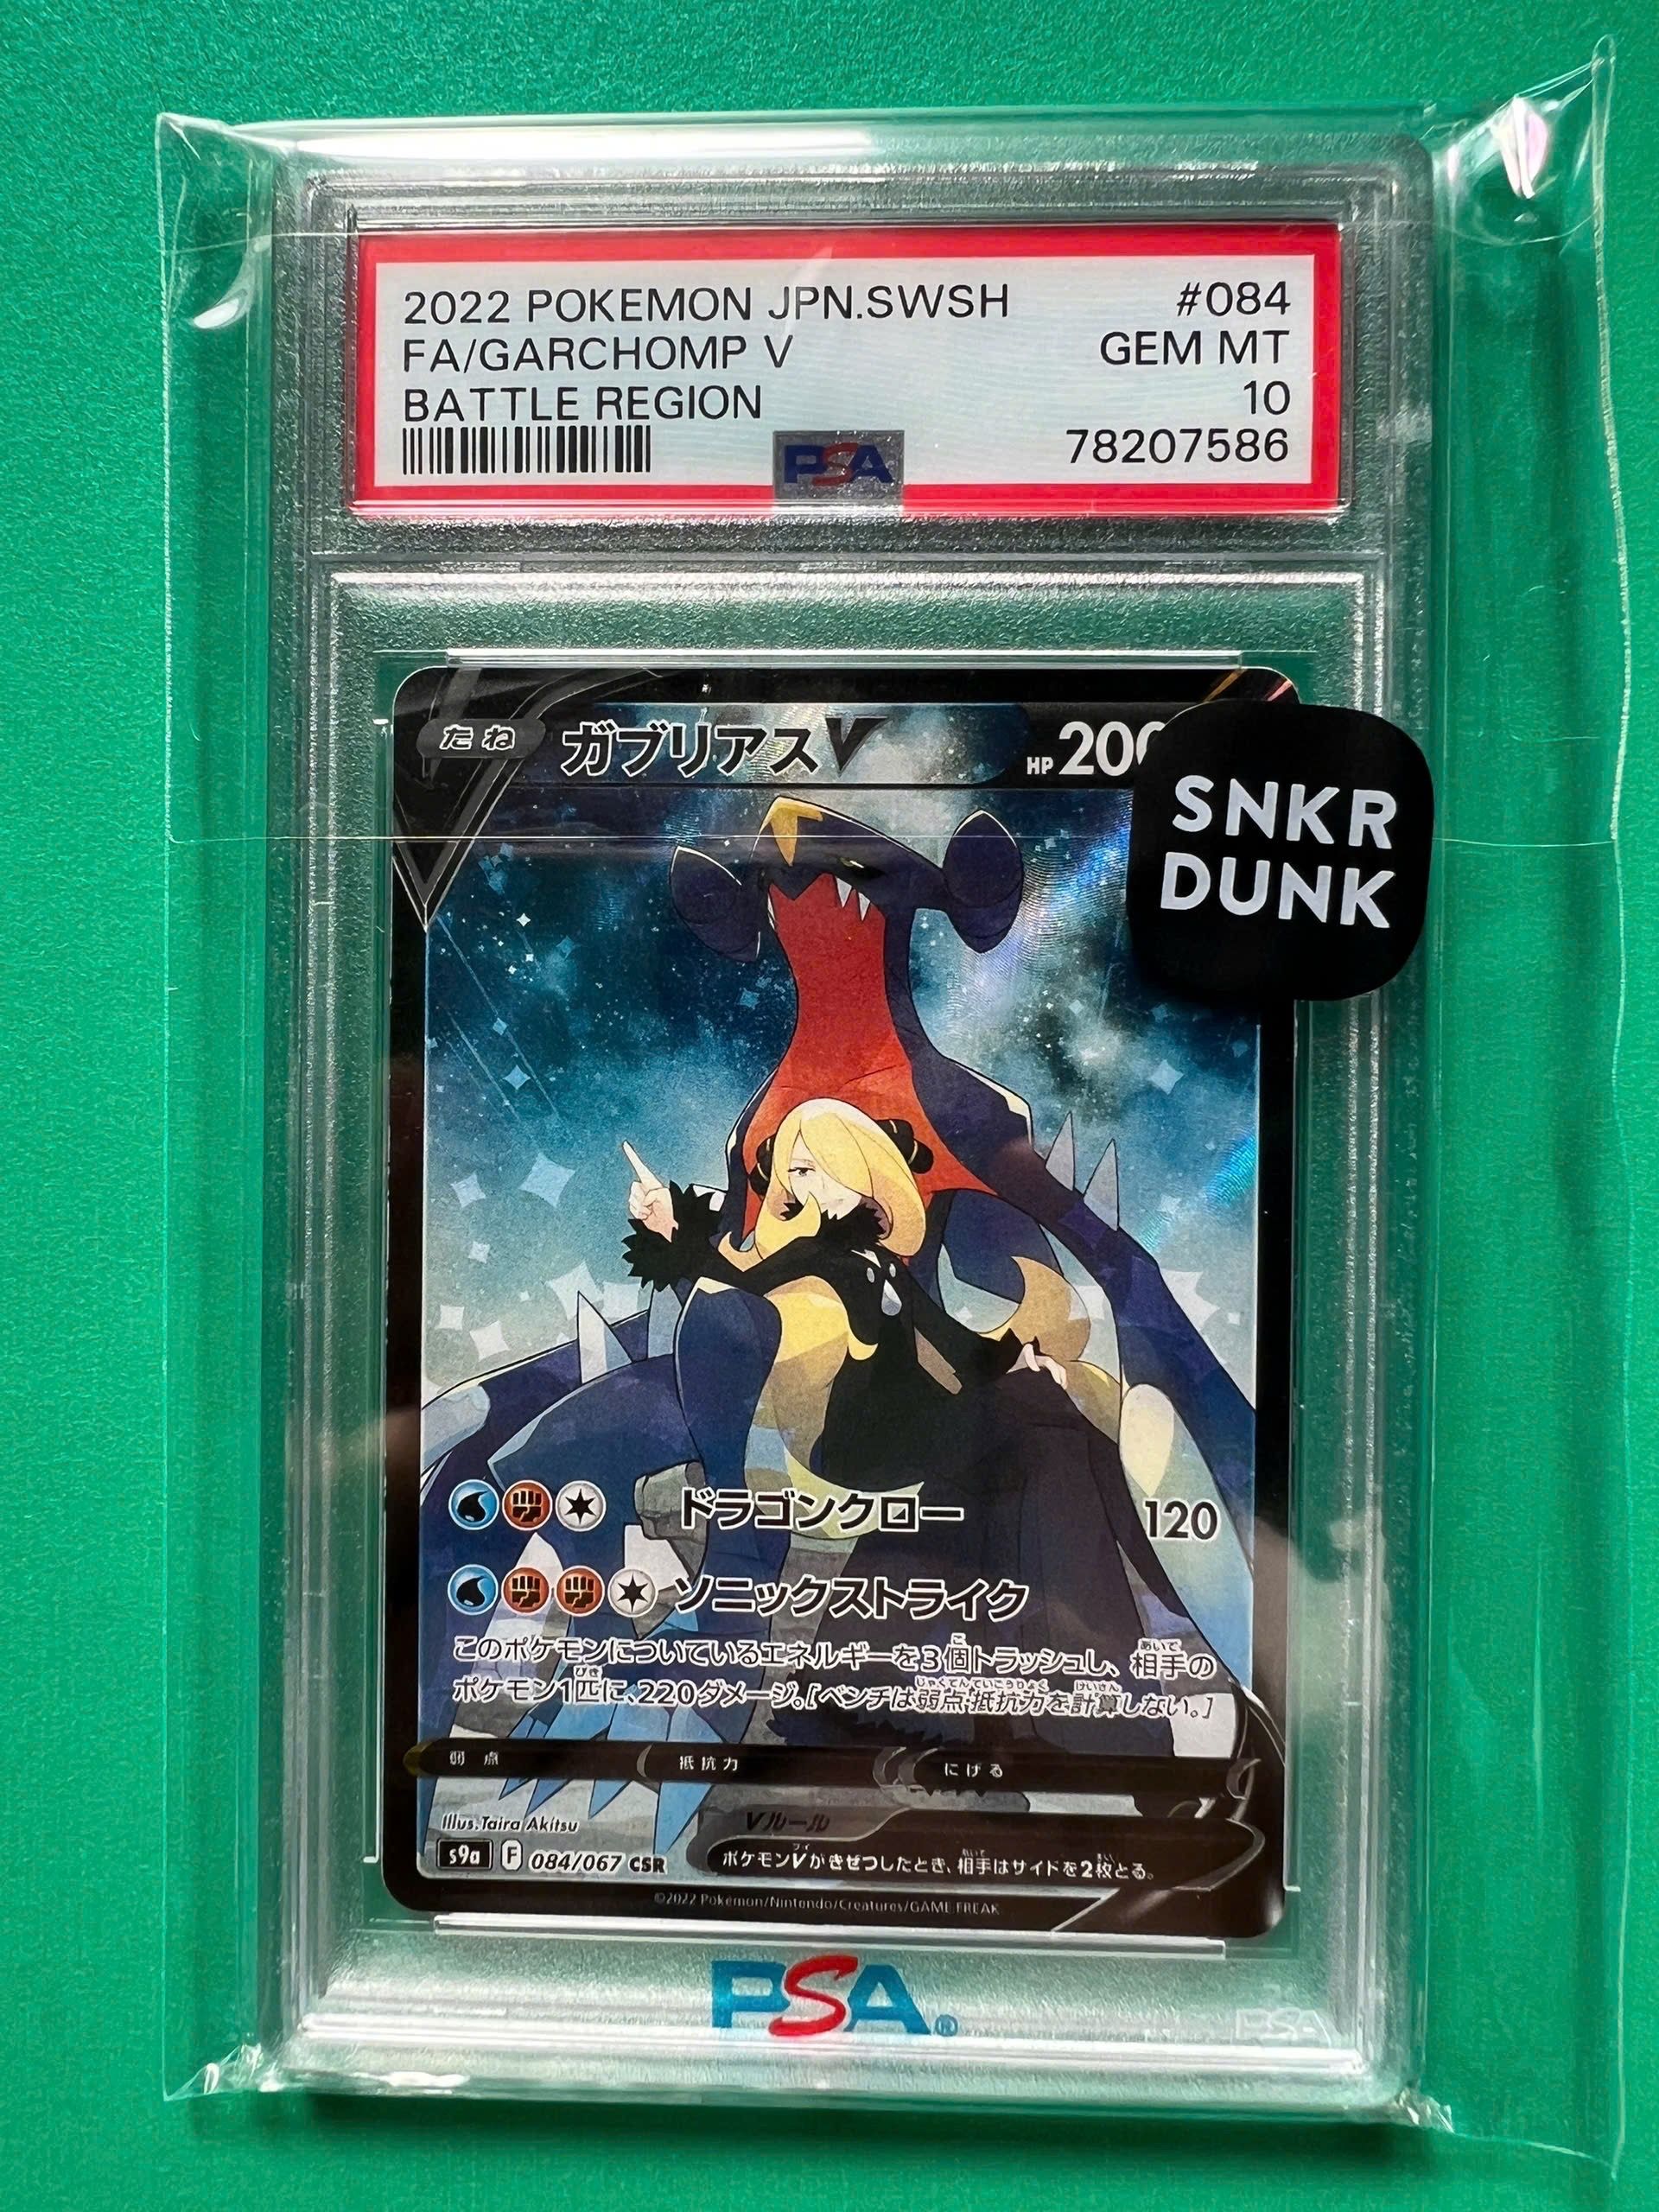 2022 POKEMON JPN.SWSH #084
FA/GARCHOMP V GEM MT
BATTLE REGION 10
PSA 78207586
たね ガブリアスV HP 200
SNKR
DUNK
ドラゴンクロー 120
ソニックストライク
このポケモンについているエネルギーを3個トラッシュし、相手の
ポケモン1匹に、220ダメージ。[ベンチは弱点・抵抗力を計算しない。]
弱点 抵抗力 にげる
Illus. Taira Akitsu
Vルール
s9a F 084/067 CSR ポケモンVがきぜつしたとき、相手はサイドを2枚とる。
©2022 Pokémon/Nintendo/Creatures/GAME FREAK
PSA®
PSA